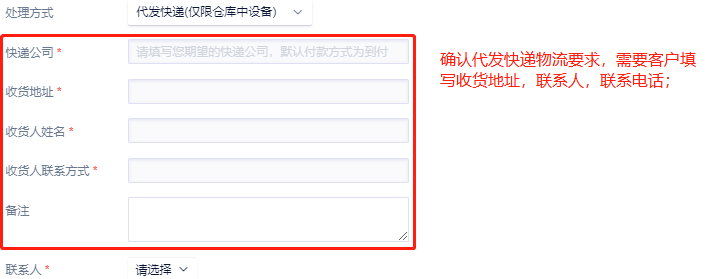 处理方式 代发快递(仅限仓库中设备)
快递公司 * 请填写您期望的快递公司，默认付款方式为到付
确认代发快递物流要求，需要客户填
写收货地址，联系人，联系电话；
收货地址 *
收货人姓名 *
收货人联系方式 *
备注
联系人 * 请选择